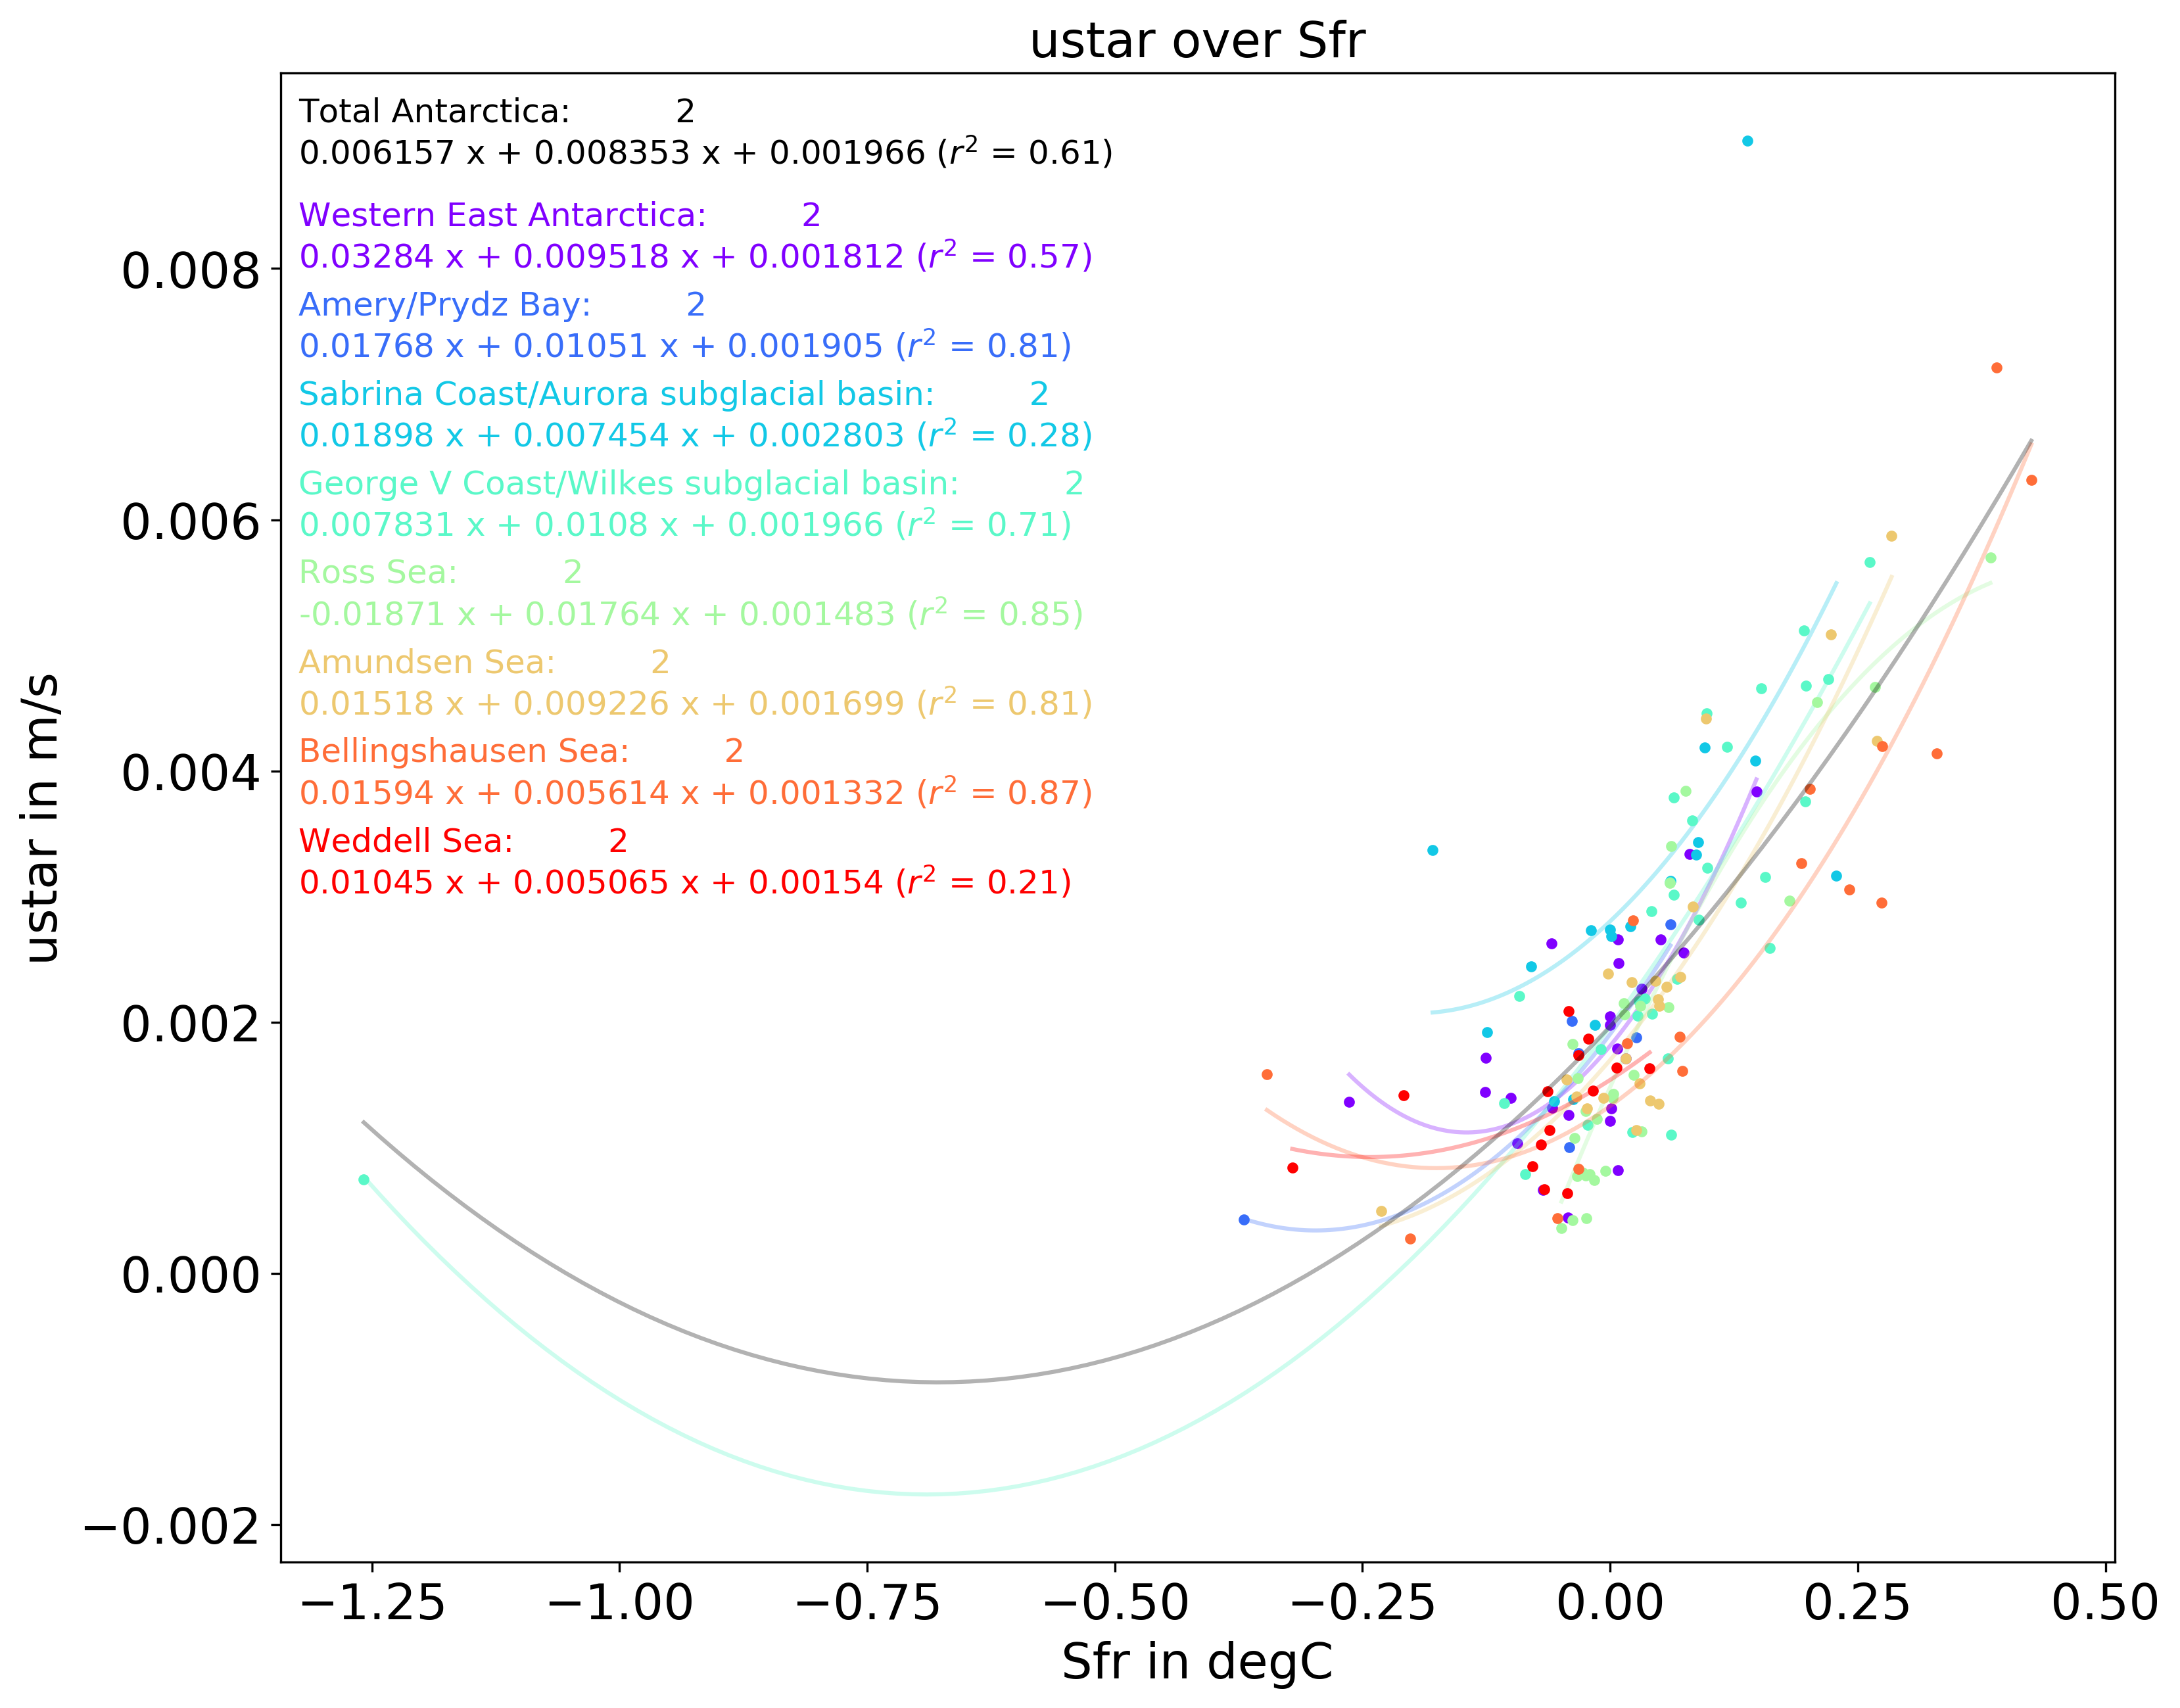 ustar over Sfr
Total Antarctica: 2
0.006157 x + 0.008353 x + 0.001966 (r² = 0.61)
Western East Antarctica: 2
0.03284 x + 0.009518 x + 0.001812 (r² = 0.57)
Amery/Prydz Bay: 2
0.01768 x + 0.01051 x + 0.001905 (r² = 0.81)
Sabrina Coast/Aurora subglacial basin: 2
0.01898 x + 0.007454 x + 0.002803 (r² = 0.28)
George V Coast/Wilkes subglacial basin: 2
0.007831 x + 0.0108 x + 0.001966 (r² = 0.71)
Ross Sea: 2
-0.01871 x + 0.01764 x + 0.001483 (r² = 0.85)
Amundsen Sea: 2
0.01518 x + 0.009226 x + 0.001699 (r² = 0.81)
Bellingshausen Sea: 2
0.01594 x + 0.005614 x + 0.001332 (r² = 0.87)
Weddell Sea: 2
0.01045 x + 0.005065 x + 0.00154 (r² = 0.21)
ustar in m/s
0.008
0.006
0.004
0.002
0.000
−0.002
−1.25 −1.00 −0.75 −0.50 −0.25 0.00 0.25 0.50
Sfr in degC